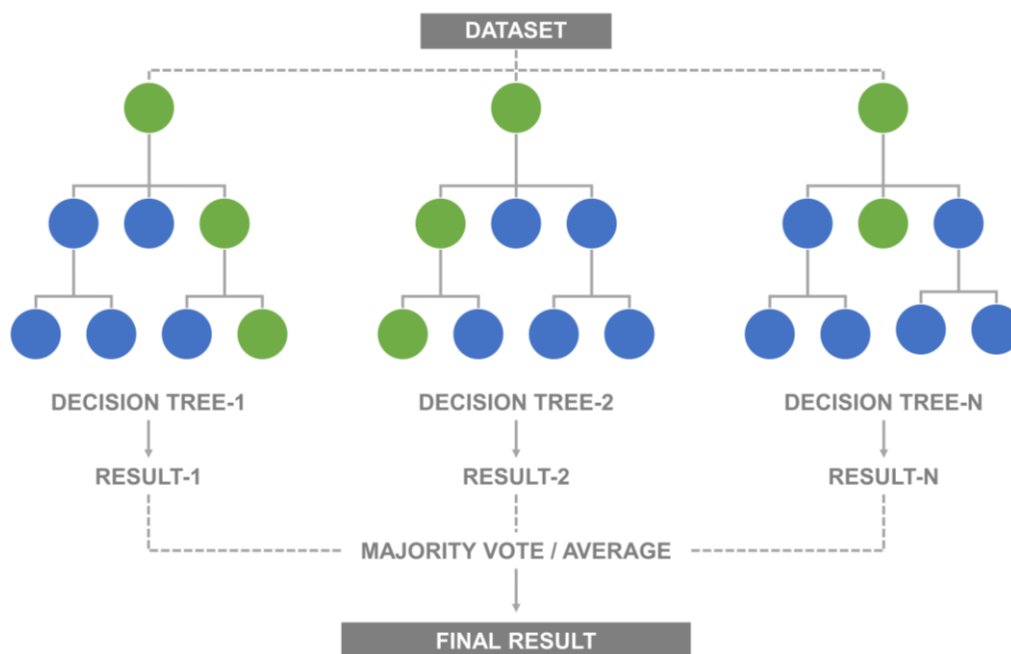 DATASET
DECISION TREE-1
DECISION TREE-2
DECISION TREE-N
RESULT-1
RESULT-2
RESULT-N
MAJORITY VOTE / AVERAGE
FINAL RESULT